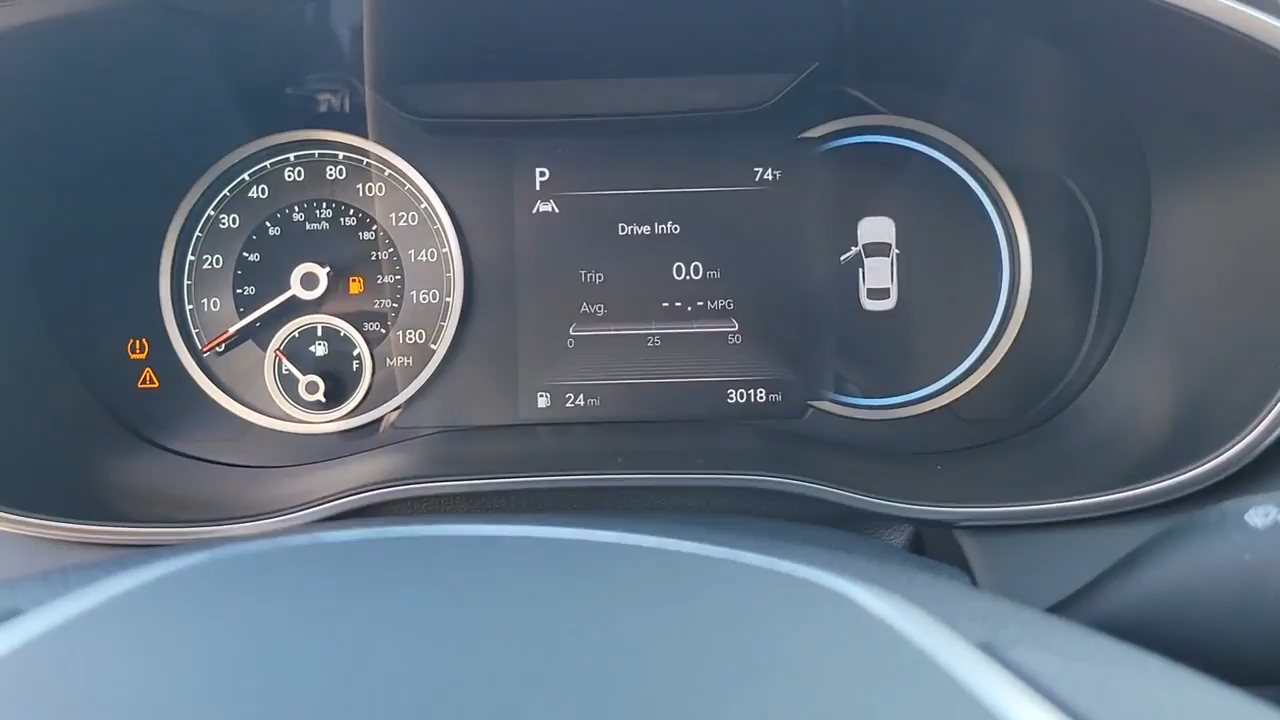 P
74°F
Drive Info
Trip 0.0 mi
Avg. --.- MPG
0 25 50
24 mi
3018 mi
0 10 20 30 40 60 80 100 120 140 160 180
MPH
20 40 60 90 120 150 180 210 240 270 300
km/h
E F